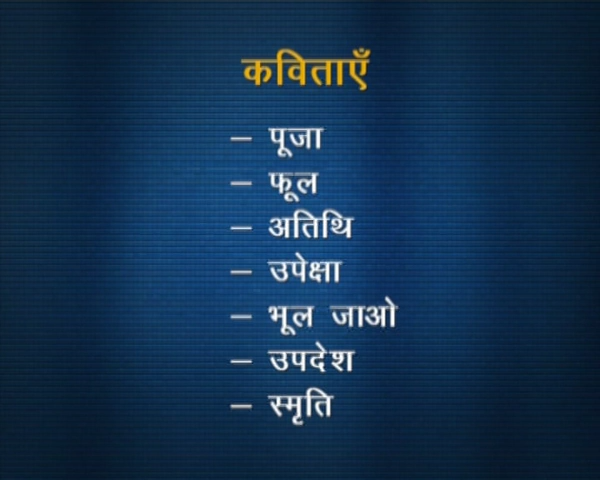 कविताएँ
– पूजा
– फूल
– अतिथि
– उपेक्षा
– भूल जाओ
– उपदेश
– स्मृति